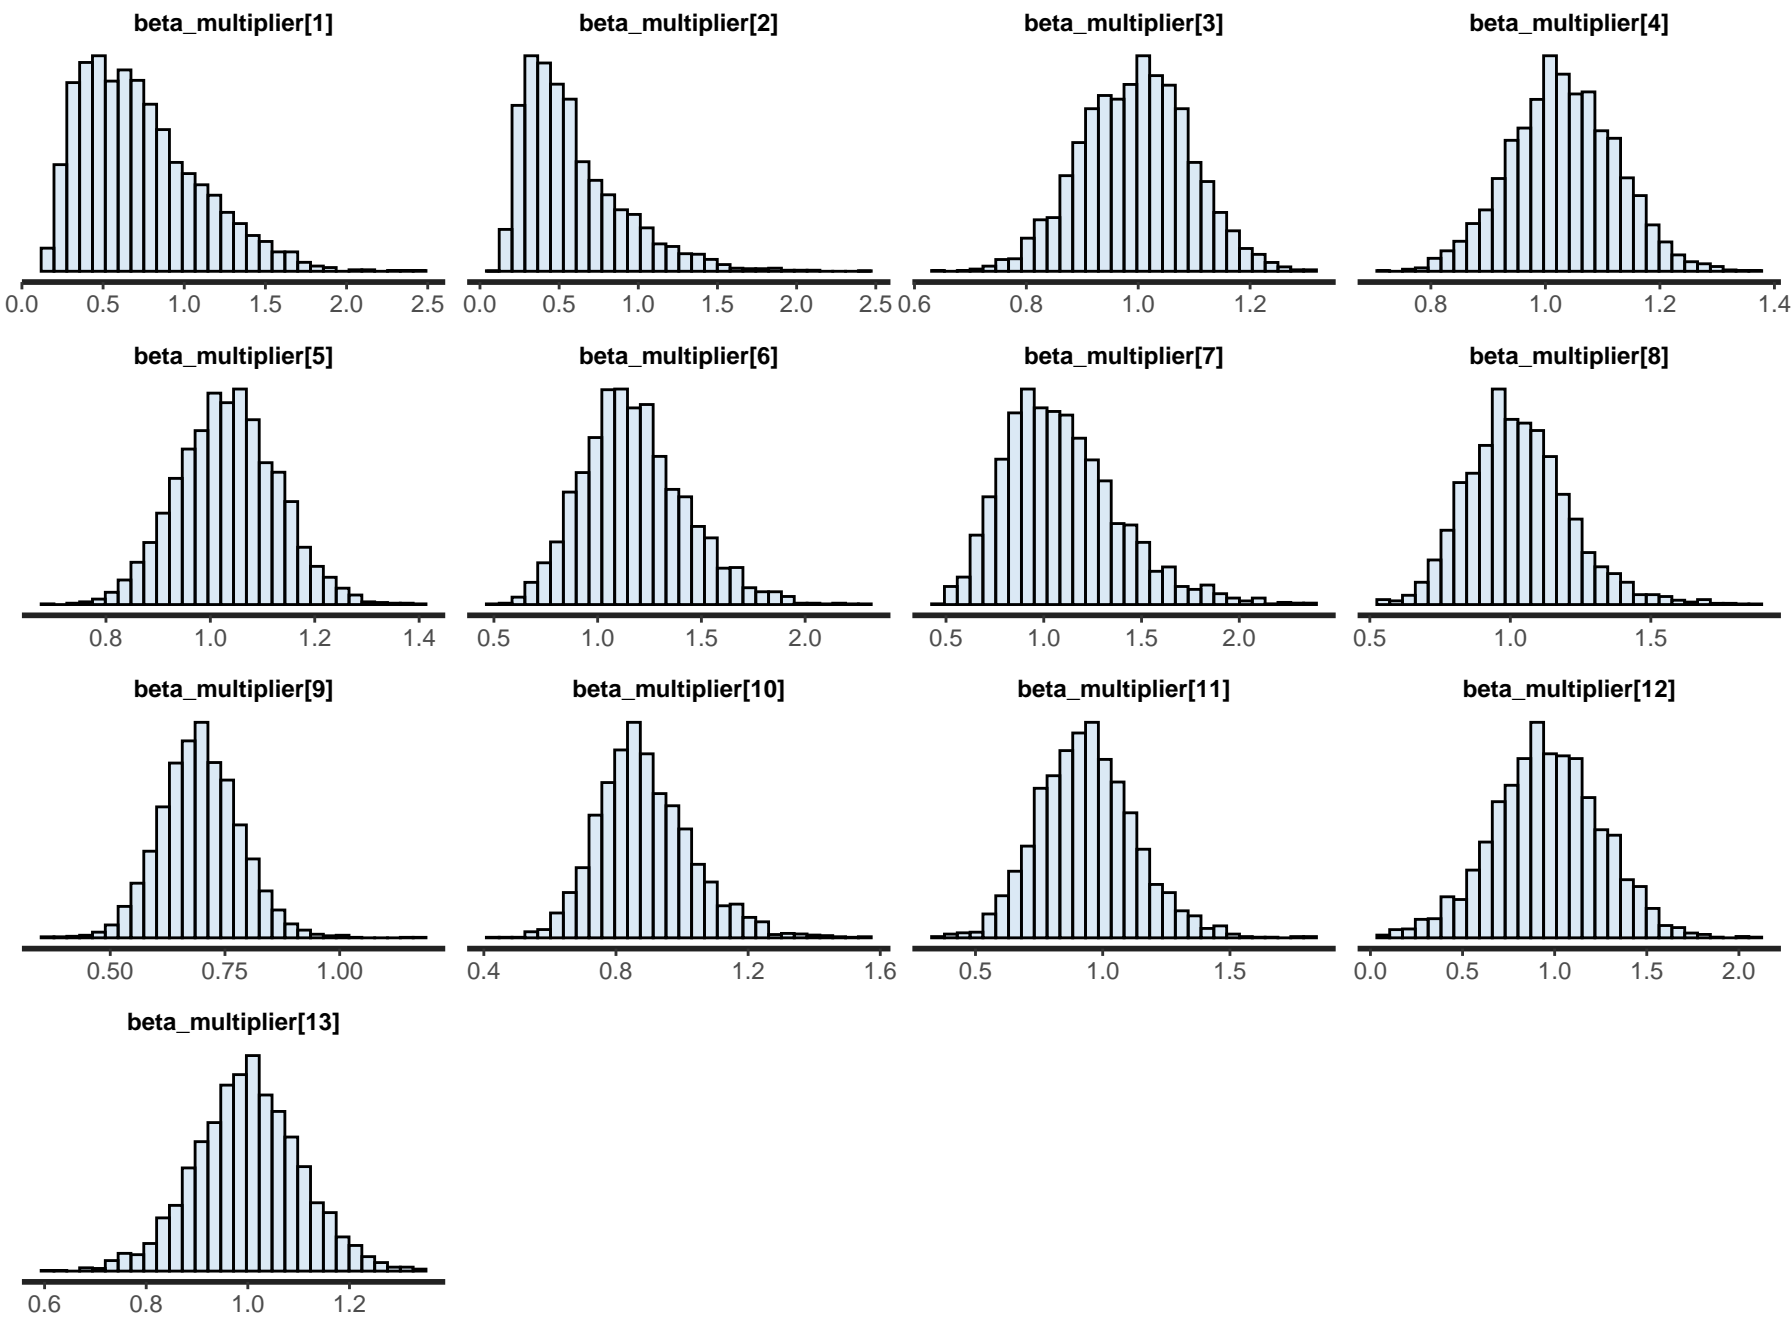 beta_multiplier[1] beta_multiplier[2] beta_multiplier[3] beta_multiplier[4]
0.0 0.5 1.0 1.5 2.0 2.5 0.0 0.5 1.0 1.5 2.0 2.5 0.6 0.8 1.0 1.2 0.8 1.0 1.2 1.4
beta_multiplier[5] beta_multiplier[6] beta_multiplier[7] beta_multiplier[8]
0.8 1.0 1.2 1.4 0.5 1.0 1.5 2.0 0.5 1.0 1.5 2.0 0.5 1.0 1.5
beta_multiplier[9] beta_multiplier[10] beta_multiplier[11] beta_multiplier[12]
0.50 0.75 1.00 0.4 0.8 1.2 1.6 0.5 1.0 1.5 0.0 0.5 1.0 1.5 2.0
beta_multiplier[13]
0.6 0.8 1.0 1.2